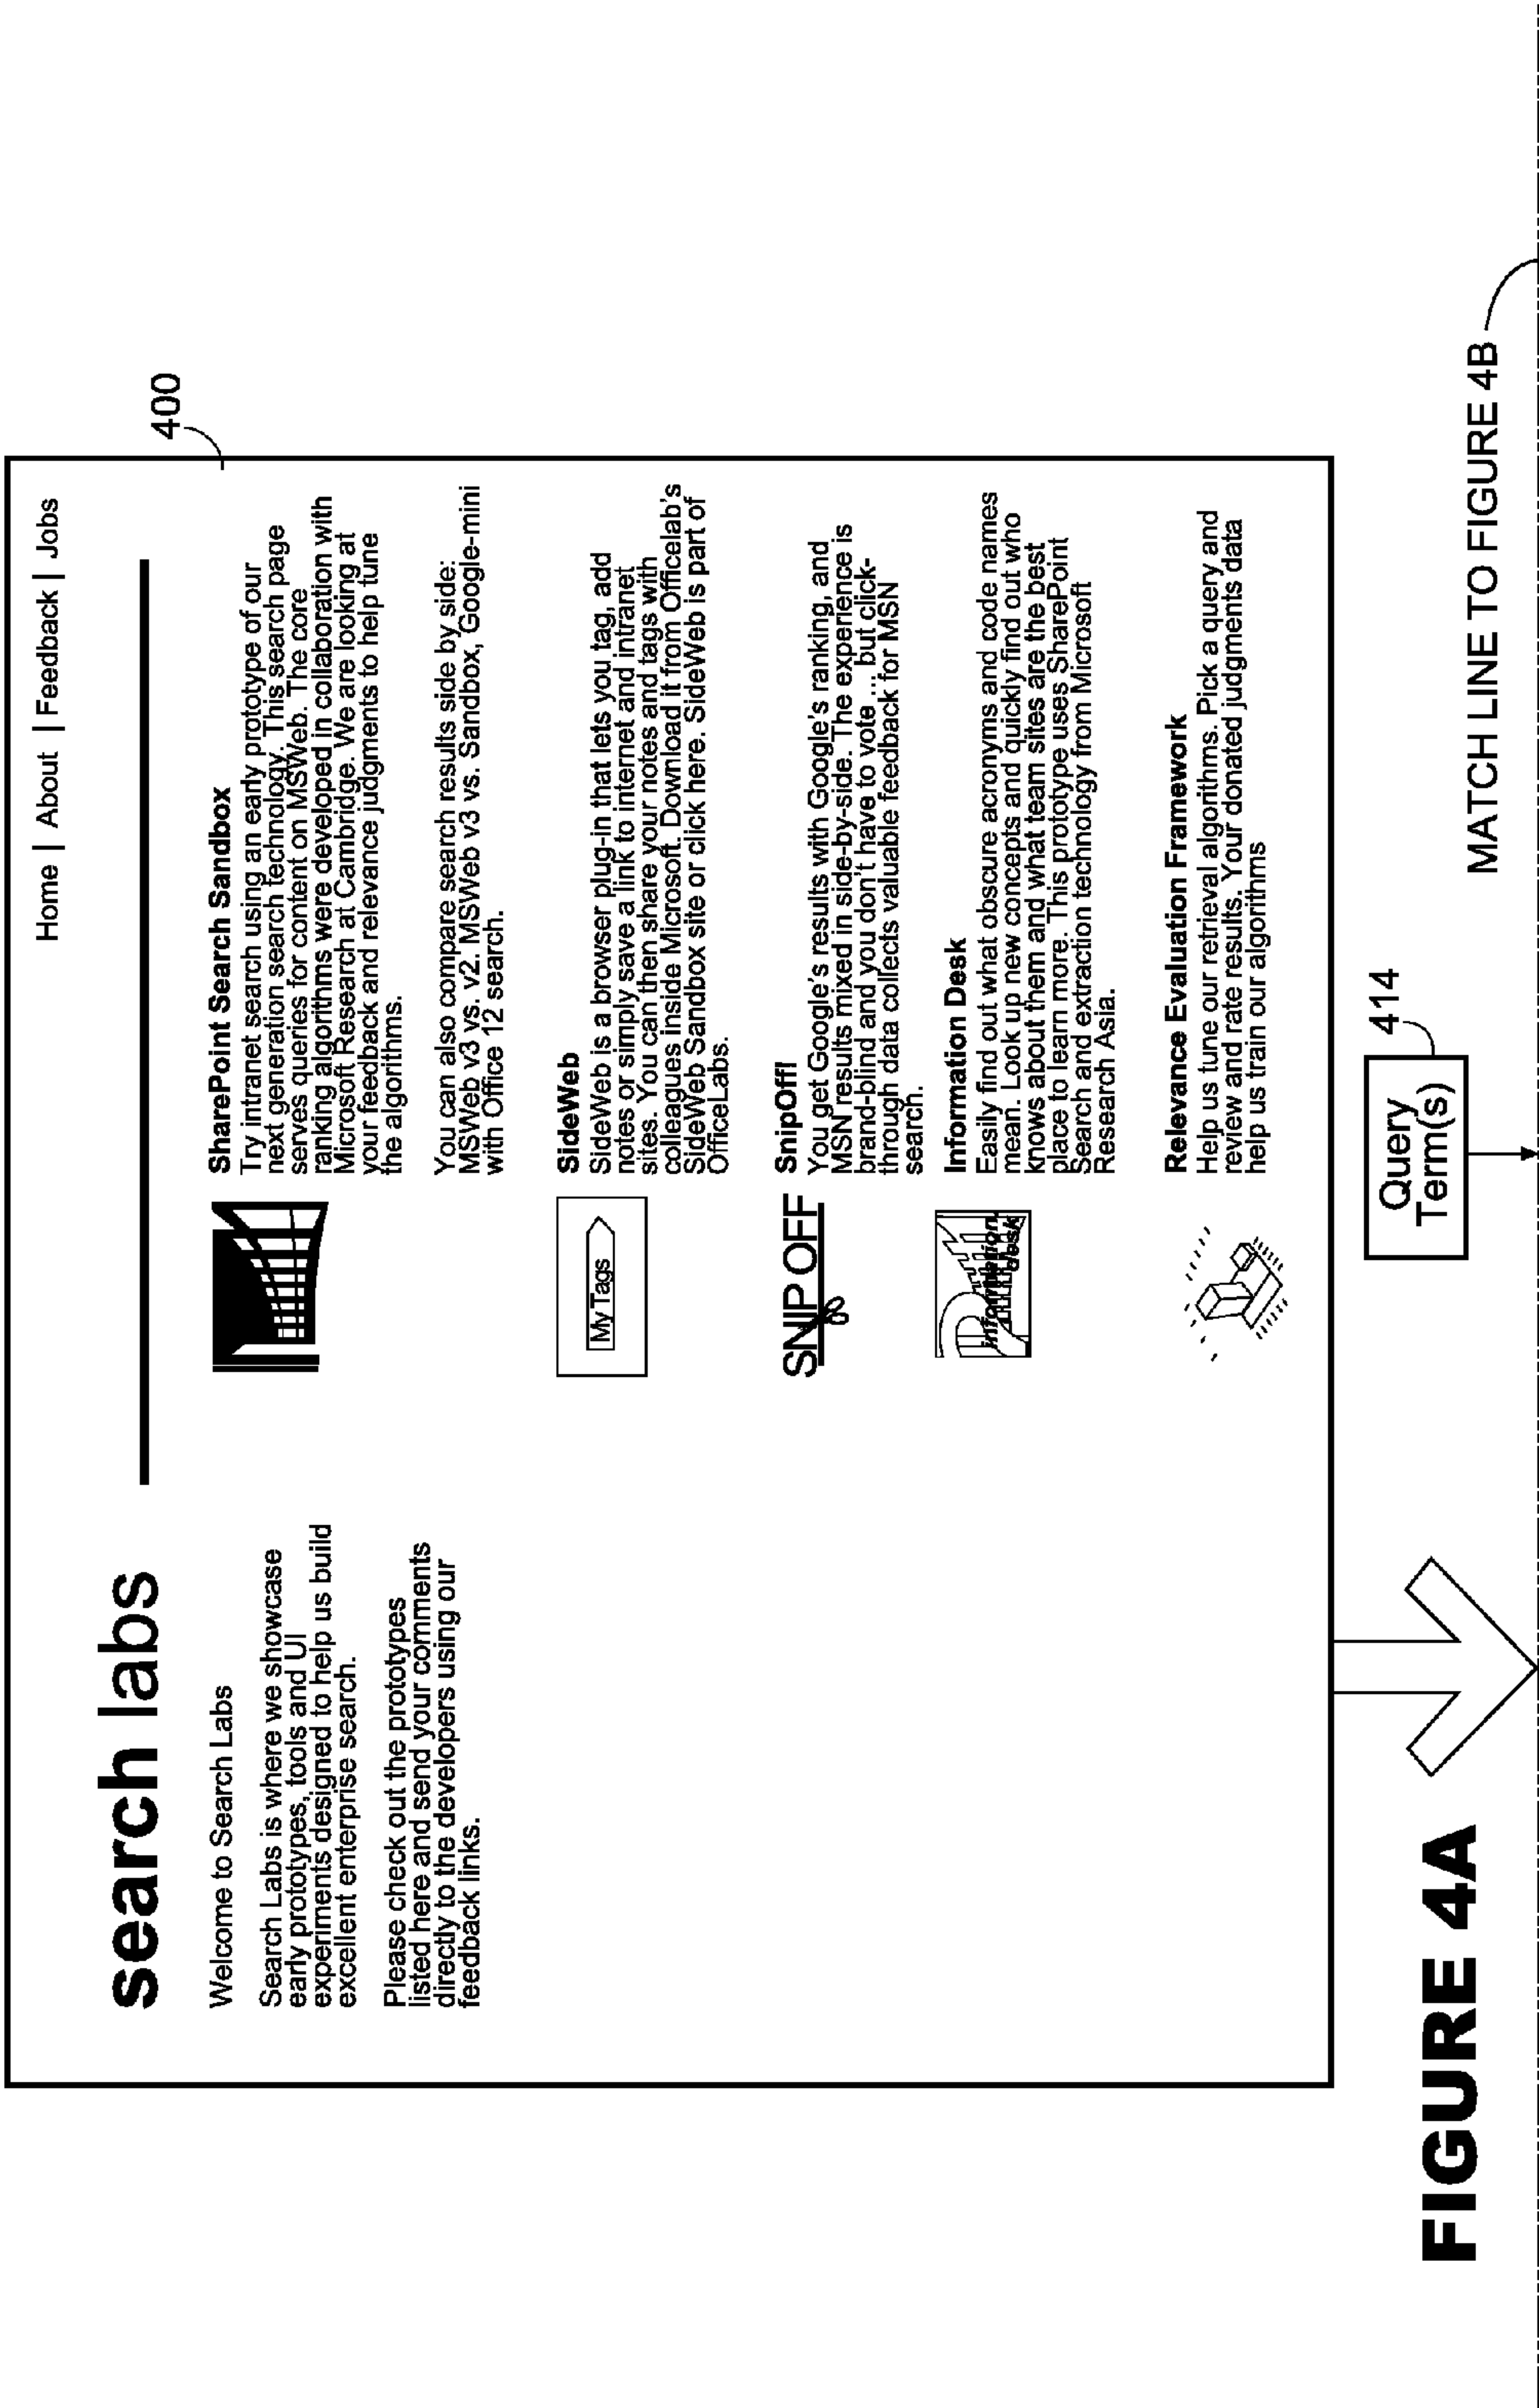 Home | About | Feedback | Jobs
search labs
400
Welcome to Search Labs
Search Labs is where we showcase
early prototypes, tools and UI
experiments designed to help us build
excellent enterprise search.
Please check out the prototypes
listed here and send your comments
directly to the developers using our
feedback links.
SharePoint Search Sandbox
Try intranet search using an early prototype of our
next generation search technology. This search page
serves queries for content on MSWeb. The core
ranking algorithms were developed in collaboration with
Microsoft Research at Cambridge. We are looking at
your feedback and relevance judgments to help tune
the algorithms.
You can also compare search results side by side:
MSWeb v3 vs. v2. MSWeb v3 vs. Sandbox, Google-mini
with Office 12 search.
My Tags
SideWeb
SideWeb is a browser plug-in that lets you tag, add
notes or simply save a link to internet and intranet
sites. You can then share your notes and tags with
colleagues inside Microsoft. Download it from Officelab's
SideWeb Sandbox site or click here. SideWeb is part of
OfficeLabs.
SNIP OFF
SnipOff!
You get Google's results with Google's ranking, and
MSN results mixed in side-by-side. The experience is
brand-blind and you don't have to vote ... but click-
through data collects valuable feedback for MSN
search.
information
desk
Information Desk
Easily find out what obscure acronyms and code names
mean. Look up new concepts and quickly find out who
knows about them and what team sites are the best
place to learn more. This prototype uses SharePoint
Search and extraction technology from Microsoft
Research Asia.
Relevance Evaluation Framework
Help us tune our retrieval algorithms. Pick a query and
review and rate results. Your donated judgments data
help us train our algorithms
414
Query
Term(s)
FIGURE 4A
MATCH LINE TO FIGURE 4B